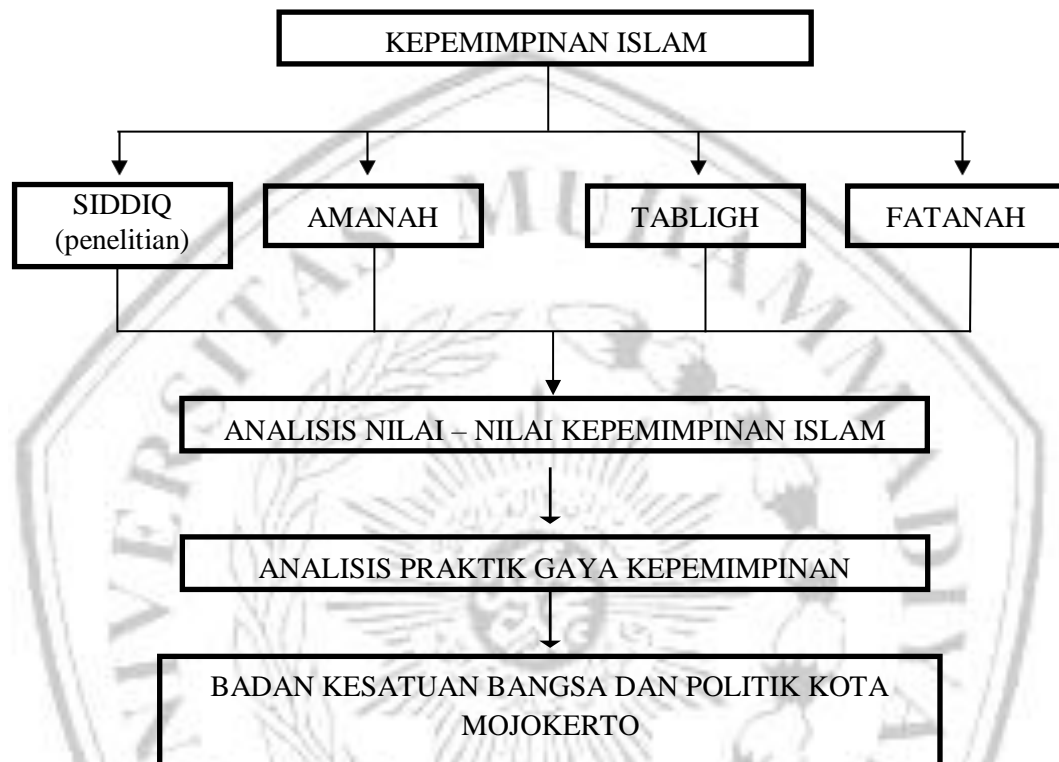 KEPEMIMPINAN ISLAM
SIDDIQ
(penelitian)
AMANAH
TABLIGH
FATANAH
ANALISIS NILAI – NILAI KEPEMIMPINAN ISLAM
ANALISIS PRAKTIK GAYA KEPEMIMPINAN
BADAN KESATUAN BANGSA DAN POLITIK KOTA
MOJOKERTO